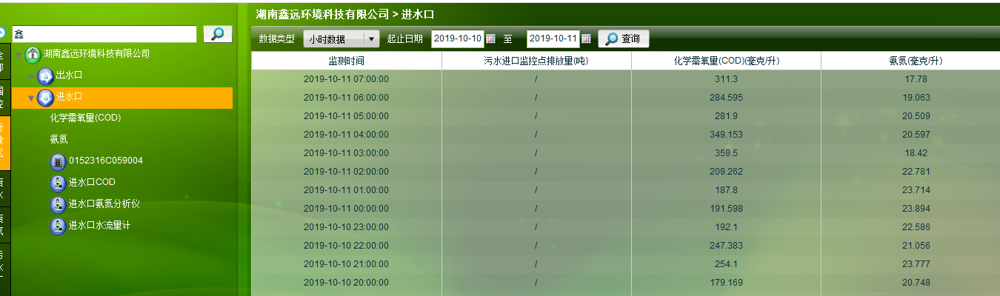 湖南鑫远环境科技有限公司 > 进水口
鑫
数据类型 小时数据 起止日期 2019-10-10 至 2019-10-11 查询
湖南鑫远环境科技有限公司
出水口
进水口
化学需氧量(COD)
氨氮
0152316C059004
进水口COD
进水口氨氮分析仪
进水口水流量计
监测时间 污水进口监控点排放量(吨) 化学需氧量(COD)(毫克/升) 氨氮(毫克/升)
2019-10-11 07:00:00 / 311.3 17.78
2019-10-11 06:00:00 / 284.595 19.063
2019-10-11 05:00:00 / 281.9 20.509
2019-10-11 04:00:00 / 349.153 20.597
2019-10-11 03:00:00 / 359.5 18.42
2019-10-11 02:00:00 / 209.262 22.781
2019-10-11 01:00:00 / 187.8 23.714
2019-10-11 00:00:00 / 191.598 23.894
2019-10-10 23:00:00 / 192.1 22.586
2019-10-10 22:00:00 / 247.383 21.056
2019-10-10 21:00:00 / 254.1 23.777
2019-10-10 20:00:00 / 179.169 20.748